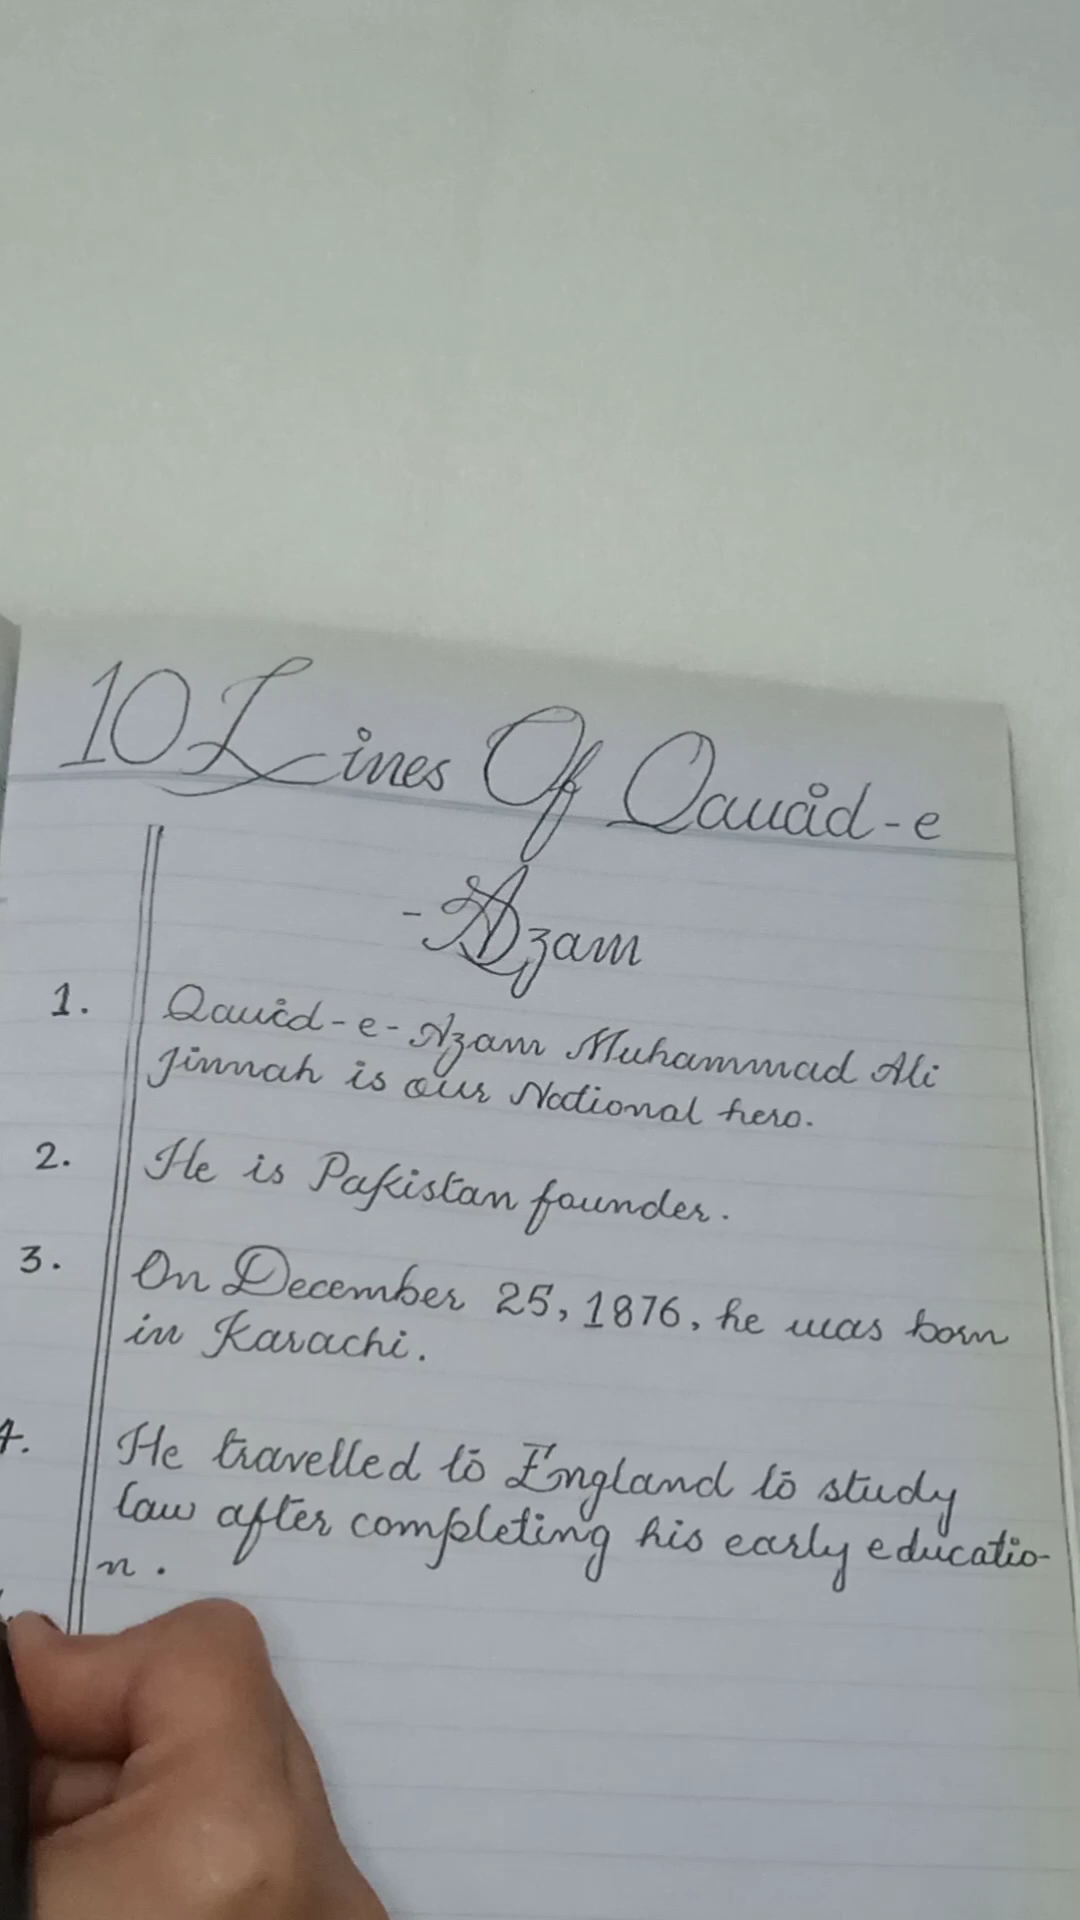 10 Lines Of Qauaid-e
-Azam
1. Qauid-e-Azam Muhammad Ali
Jinnah is our National hero.
2. He is Pakistan founder.
3. On December 25, 1876, he was born
in Karachi.
4. He travelled to England to study
law after completing his early educatio-
n.